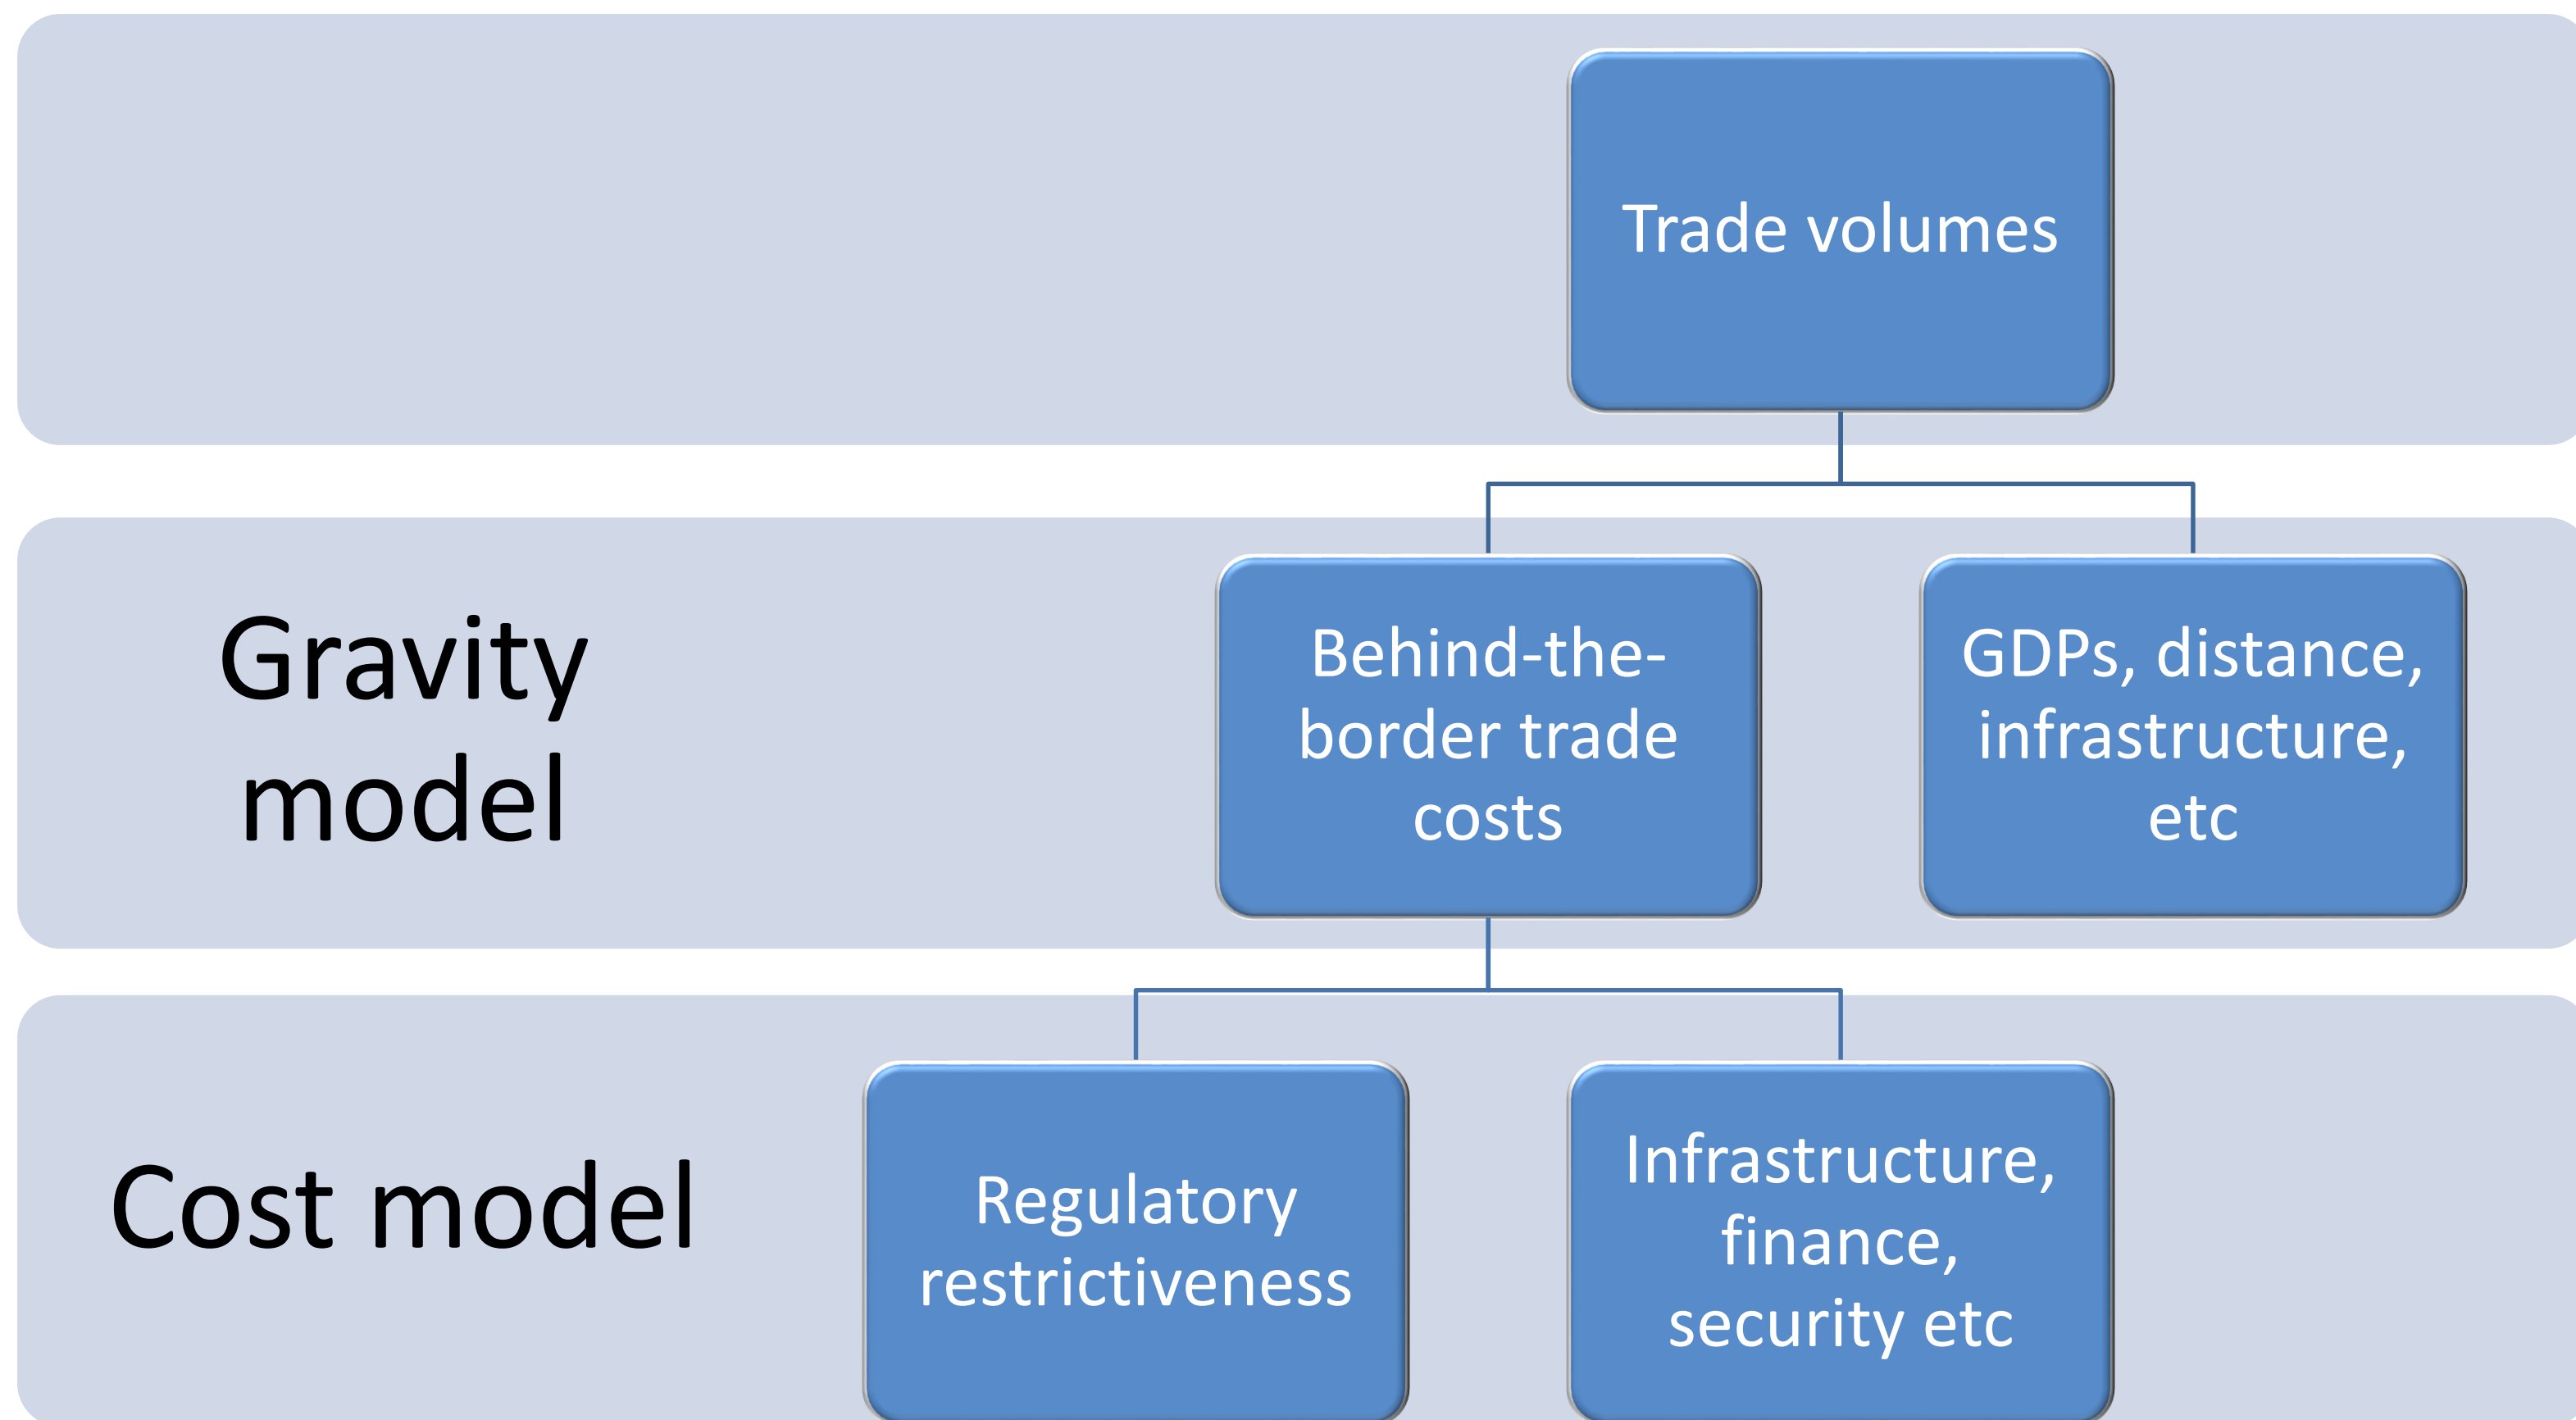 Trade volumes
Gravity
model
Behind-the-
border trade
costs
GDPs, distance,
infrastructure,
etc
Cost model
Regulatory
restrictiveness
Infrastructure,
finance,
security etc